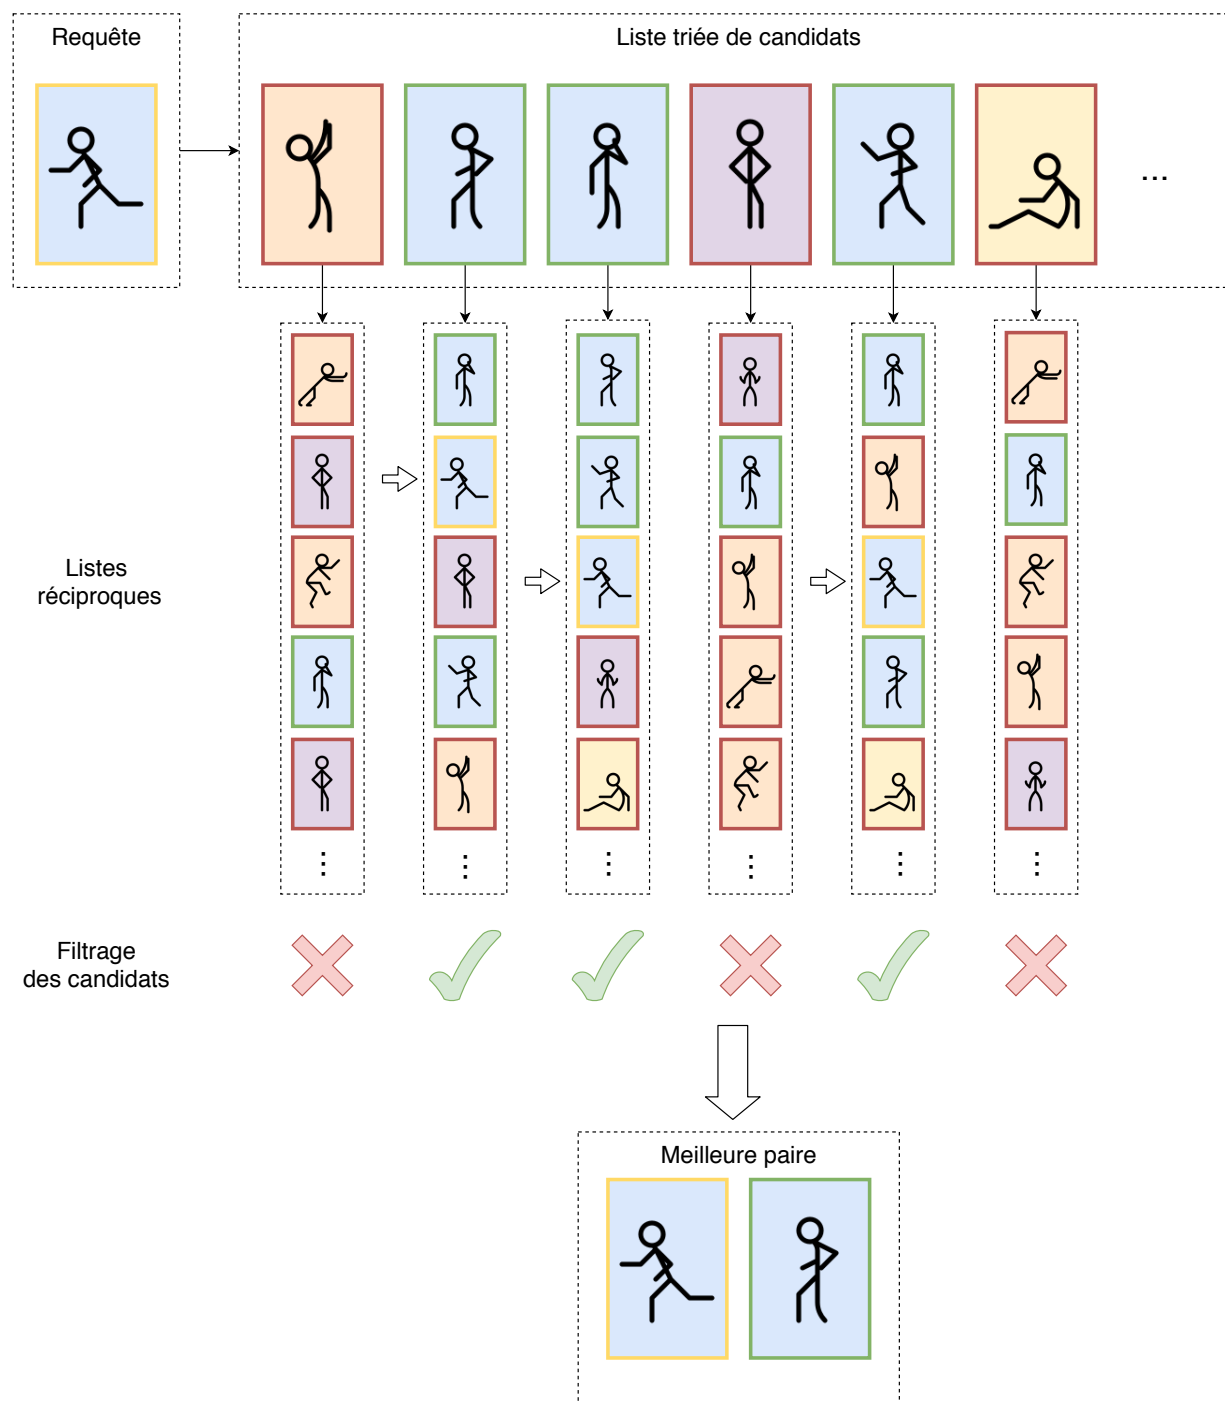 Requête
Liste triée de candidats
...
Listes
réciproques
Filtrage
des candidats
Meilleure paire